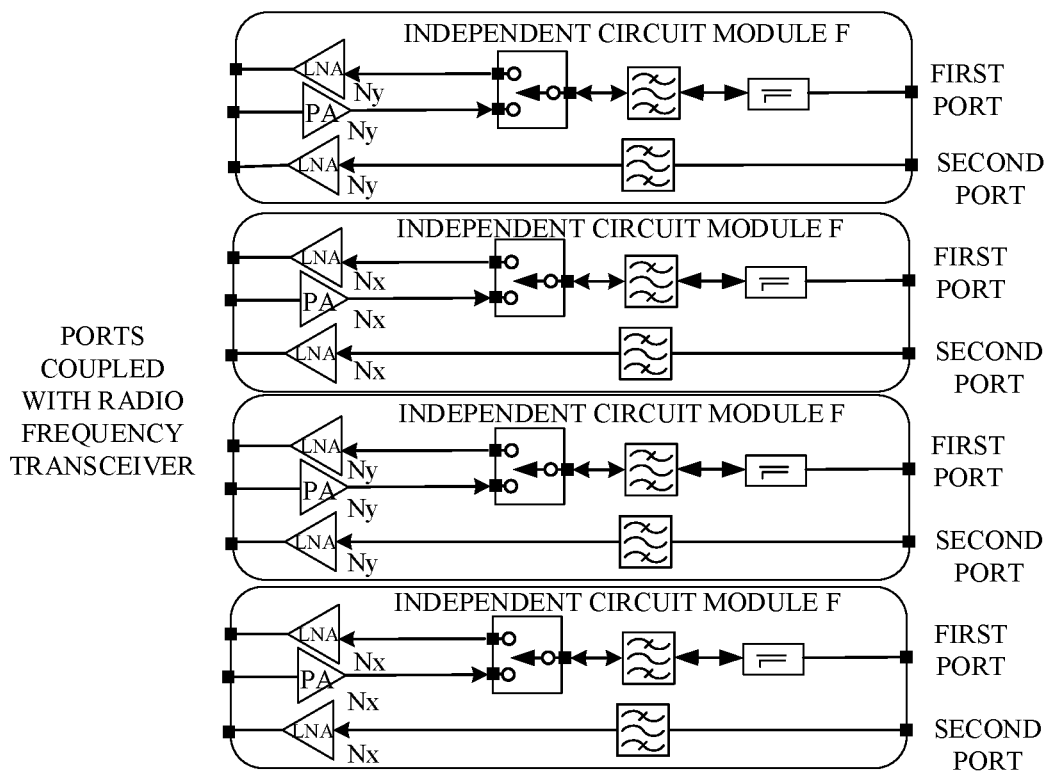 INDEPENDENT CIRCUIT MODULE F
LNA
Ny
PA
Ny
LNA
Ny
FIRST
PORT
SECOND
PORT
INDEPENDENT CIRCUIT MODULE F
LNA
Nx
PA
Nx
LNA
Nx
FIRST
PORT
SECOND
PORT
PORTS
COUPLED
WITH RADIO
FREQUENCY
TRANSCEIVER
INDEPENDENT CIRCUIT MODULE F
LNA
Ny
PA
Ny
LNA
Ny
FIRST
PORT
SECOND
PORT
INDEPENDENT CIRCUIT MODULE F
LNA
Nx
PA
Nx
LNA
Nx
FIRST
PORT
SECOND
PORT